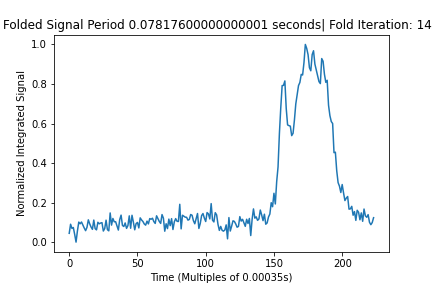 Folded Signal Period 0.07817600000000001 seconds| Fold Iteration: 14
1.0
0.8
0.6
0.4
0.2
0.0
Normalized Integrated Signal
0 50 100 150 200
Time (Multiples of 0.00035s)